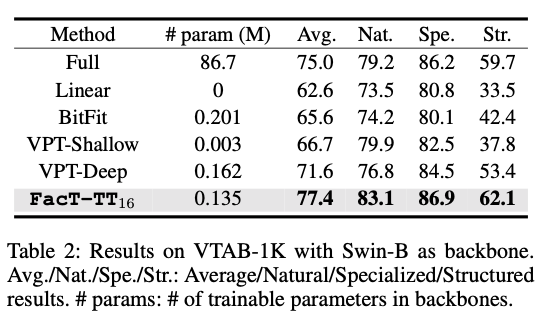 Method # param (M) Avg. Nat. Spe. Str.
Full 86.7 75.0 79.2 86.2 59.7
Linear 0 62.6 73.5 80.8 33.5
BitFit 0.201 65.6 74.2 80.1 42.4
VPT-Shallow 0.003 66.7 79.9 82.5 37.8
VPT-Deep 0.162 71.6 76.8 84.5 53.4
FacT-TT16 0.135 77.4 83.1 86.9 62.1
Table 2: Results on VTAB-1K with Swin-B as backbone.
Avg./Nat./Spe./Str.: Average/Natural/Specialized/Structured
results. # params: # of trainable parameters in backbones.